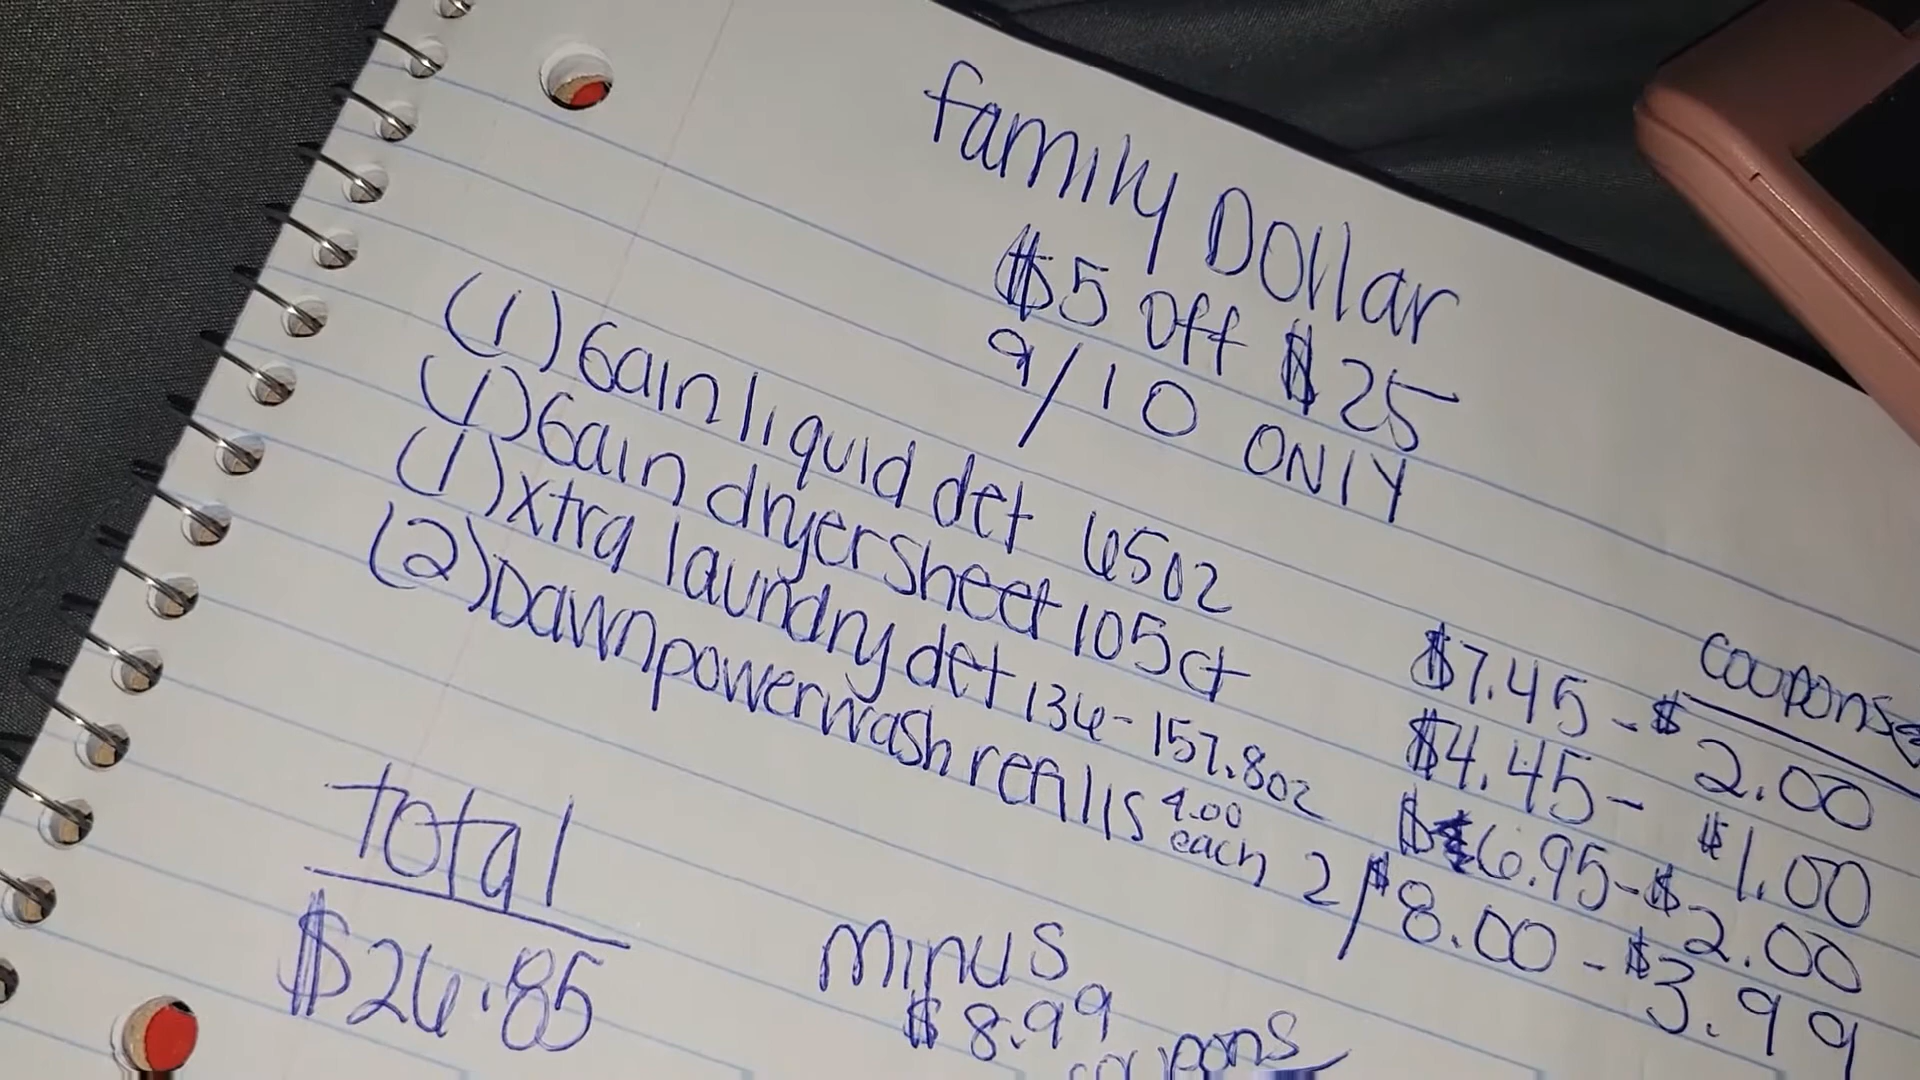 Family Dollar
$5 Off $25
9/10 ONLY
coupons
(1) Gain liquid det 65oz $7.45 - $2.00
(1) Gain dryer sheet 105ct $4.45 - $1.00
(1) Xtra laundry det 136-157.8oz $6.95 - $2.00
(2) Dawn powerwash refills 4.00 each 2/$8.00 - $3.99
total
$26.85
minus
$8.99
coupons